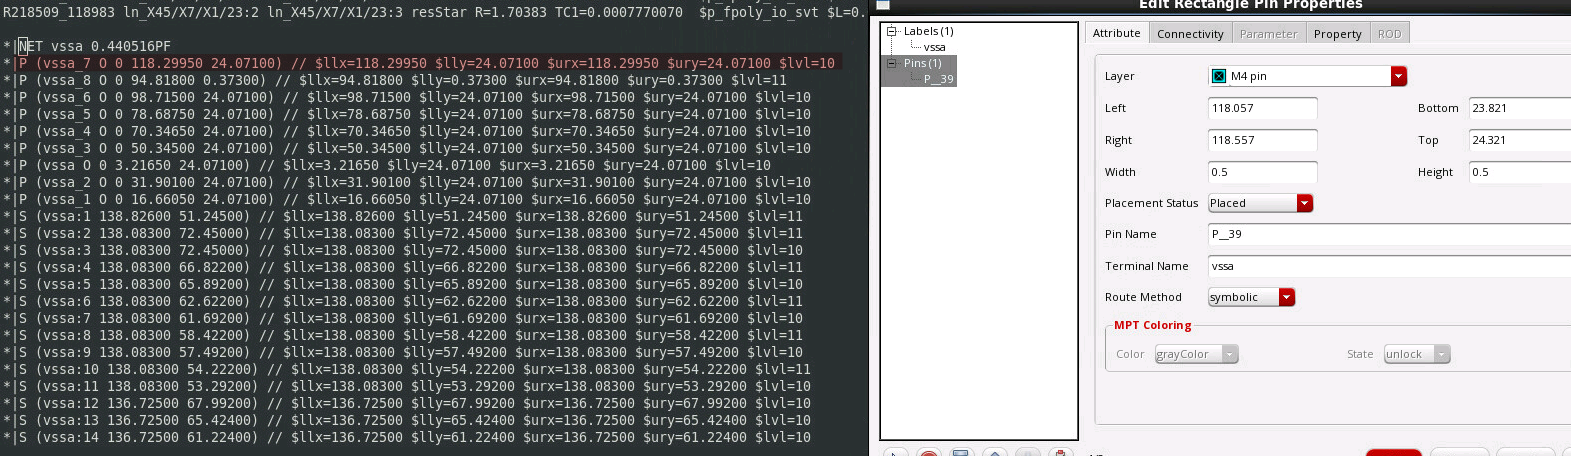 R218509_118983 ln_X45/X7/X1/23:2 ln_X45/X7/X1/23:3 resStar R=1.70383 TC1=0.0007770070  $p_fpoly_io_svt $L=0.
*|NET vssa 0.440516PF
*|P (vssa_7 O 0 118.29950 24.07100) // $llx=118.29950 $lly=24.07100 $urx=118.29950 $ury=24.07100 $lvl=10
*|P (vssa_8 O 0 94.81800 0.37300) // $llx=94.81800 $lly=0.37300 $urx=94.81800 $ury=0.37300 $lvl=11
*|P (vssa_6 O 0 98.71500 24.07100) // $llx=98.71500 $lly=24.07100 $urx=98.71500 $ury=24.07100 $lvl=10
*|P (vssa_5 O 0 78.68750 24.07100) // $llx=78.68750 $lly=24.07100 $urx=78.68750 $ury=24.07100 $lvl=10
*|P (vssa_4 O 0 70.34650 24.07100) // $llx=70.34650 $lly=24.07100 $urx=70.34650 $ury=24.07100 $lvl=10
*|P (vssa_3 O 0 50.34500 24.07100) // $llx=50.34500 $lly=24.07100 $urx=50.34500 $ury=24.07100 $lvl=10
*|P (vssa O 0 3.21650 24.07100) // $llx=3.21650 $lly=24.07100 $urx=3.21650 $ury=24.07100 $lvl=10
*|P (vssa_2 O 0 31.90100 24.07100) // $llx=31.90100 $lly=24.07100 $urx=31.90100 $ury=24.07100 $lvl=10
*|P (vssa_1 O 0 16.66050 24.07100) // $llx=16.66050 $lly=24.07100 $urx=16.66050 $ury=24.07100 $lvl=10
*|S (vssa:1 138.82600 51.24500) // $llx=138.82600 $lly=51.24500 $urx=138.82600 $ury=51.24500 $lvl=11
*|S (vssa:2 138.08300 72.45000) // $llx=138.08300 $lly=72.45000 $urx=138.08300 $ury=72.45000 $lvl=11
*|S (vssa:3 138.08300 72.45000) // $llx=138.08300 $lly=72.45000 $urx=138.08300 $ury=72.45000 $lvl=10
*|S (vssa:4 138.08300 66.82200) // $llx=138.08300 $lly=66.82200 $urx=138.08300 $ury=66.82200 $lvl=11
*|S (vssa:5 138.08300 65.89200) // $llx=138.08300 $lly=65.89200 $urx=138.08300 $ury=65.89200 $lvl=10
*|S (vssa:6 138.08300 62.62200) // $llx=138.08300 $lly=62.62200 $urx=138.08300 $ury=62.62200 $lvl=11
*|S (vssa:7 138.08300 61.69200) // $llx=138.08300 $lly=61.69200 $urx=138.08300 $ury=61.69200 $lvl=10
*|S (vssa:8 138.08300 58.42200) // $llx=138.08300 $lly=58.42200 $urx=138.08300 $ury=58.42200 $lvl=11
*|S (vssa:9 138.08300 57.49200) // $llx=138.08300 $lly=57.49200 $urx=138.08300 $ury=57.49200 $lvl=10
*|S (vssa:10 138.08300 54.22200) // $llx=138.08300 $lly=54.22200 $urx=138.08300 $ury=54.22200 $lvl=11
*|S (vssa:11 138.08300 53.29200) // $llx=138.08300 $lly=53.29200 $urx=138.08300 $ury=53.29200 $lvl=10
*|S (vssa:12 136.72500 67.99200) // $llx=136.72500 $lly=67.99200 $urx=136.72500 $ury=67.99200 $lvl=10
*|S (vssa:13 136.72500 65.42400) // $llx=136.72500 $lly=65.42400 $urx=136.72500 $ury=65.42400 $lvl=10
*|S (vssa:14 136.72500 61.22400) // $llx=136.72500 $lly=61.22400 $urx=136.72500 $ury=61.22400 $lvl=10
Edit Rectangle Pin Properties
Labels (1)
vssa
Pins (1)
P__39
Attribute Connectivity Parameter Property ROD
Layer M4 pin
Left 118.057 Bottom 23.821
Right 118.557 Top 24.321
Width 0.5 Height 0.5
Placement Status Placed
Pin Name P__39
Terminal Name vssa
Route Method symbolic
MPT Coloring
Color grayColor State unlock